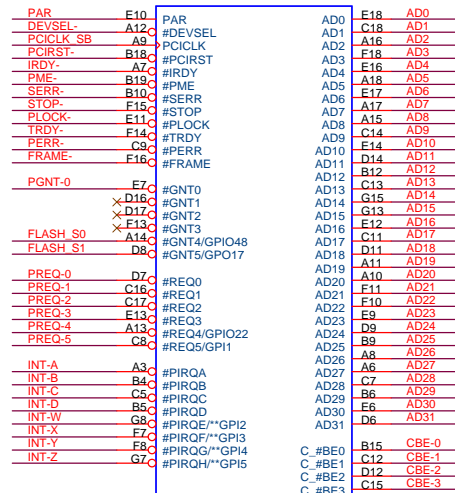 PAR E10 PAR AD0 E18 AD0
DEVSEL- A12 #DEVSEL AD1 C18 AD1
PCICLK_SB A9 PCICLK AD2 A16 AD2
PCIRST- B18 #PCIRST AD3 F18 AD3
IRDY- A7 #IRDY AD4 E16 AD4
PME- B19 #PME AD5 A18 AD5
SERR- B10 #SERR AD6 E17 AD6
STOP- F15 #STOP AD7 A17 AD7
PLOCK- E11 #PLOCK AD8 A15 AD8
TRDY- F14 #TRDY AD9 C14 AD9
PERR- C9 #PERR AD10 E14 AD10
FRAME- F16 #FRAME AD11 D14 AD11
AD12 B12 AD12
PGNT-0 E7 #GNT0 AD13 C13 AD13
D16 #GNT1 AD14 G15 AD14
D17 #GNT2 AD15 G13 AD15
F13 #GNT3 AD16 E12 AD16
FLASH_S0 A14 #GNT4/GPIO48 AD17 C11 AD17
FLASH_S1 D8 #GNT5/GPO17 AD18 D11 AD18
AD19 A11 AD19
PREQ-0 D7 #REQ0 AD20 A10 AD20
PREQ-1 C16 #REQ1 AD21 F11 AD21
PREQ-2 C17 #REQ2 AD22 F10 AD22
PREQ-3 E13 #REQ3 AD23 E9 AD23
PREQ-4 A13 #REQ4/GPIO22 AD24 D9 AD24
PREQ-5 C8 #REQ5/GPI1 AD25 B9 AD25
AD26 A8 AD26
INT-A A3 #PIRQA AD27 A6 AD27
INT-B B4 #PIRQB AD28 C7 AD28
INT-C C5 #PIRQC AD29 B6 AD29
INT-D B5 #PIRQD AD30 E6 AD30
INT-W G8 #PIRQE/**GPI2 AD31 D6 AD31
INT-X F7 #PIRQF/**GPI3
INT-Y F8 #PIRQG/**GPI4 C_#BE0 B15 CBE-0
INT-Z G7 #PIRQH/**GPI5 C_#BE1 C12 CBE-1
C_#BE2 D12 CBE-2
C_#BE3 C15 CBE-3